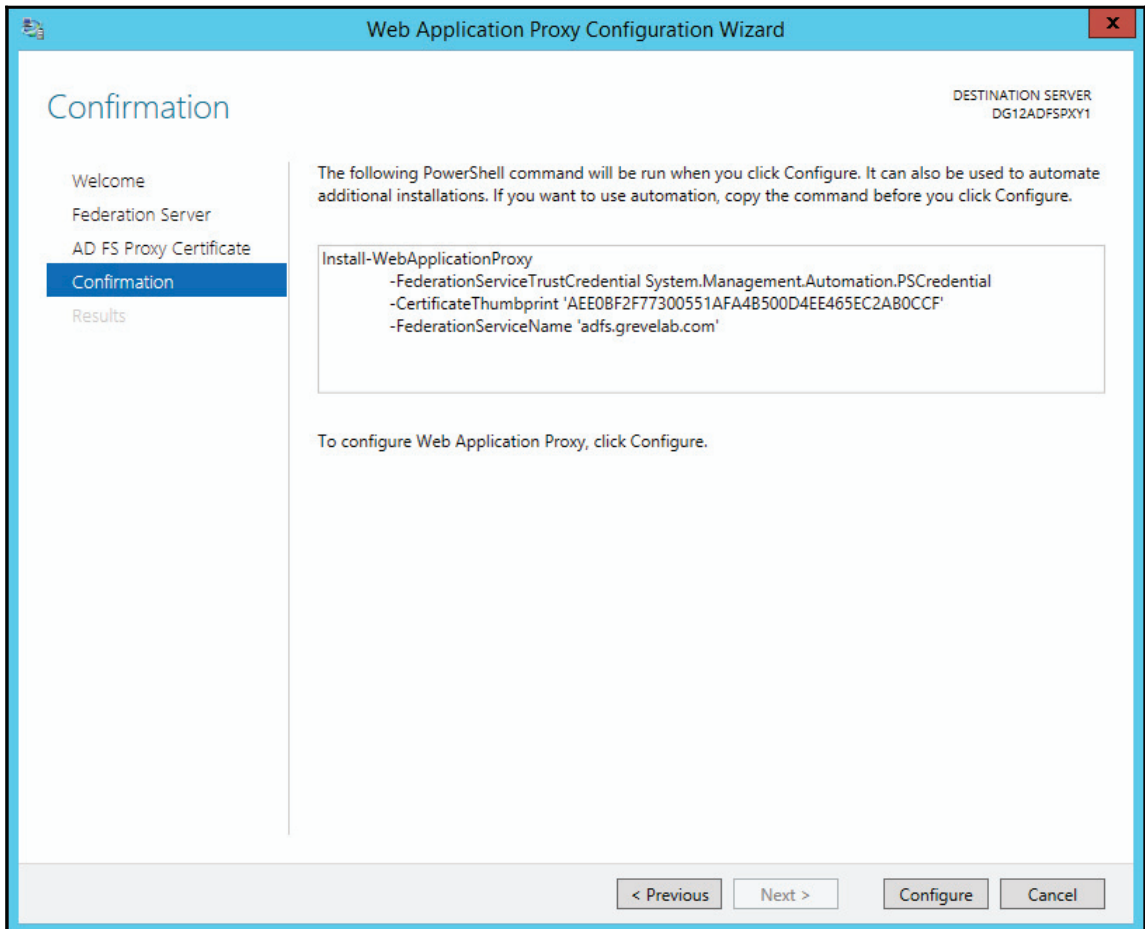 Web Application Proxy Configuration Wizard
x
Confirmation
DESTINATION SERVER
DG12ADFSPXY1
Welcome
Federation Server
AD FS Proxy Certificate
Confirmation
Results
The following PowerShell command will be run when you click Configure. It can also be used to automate
additional installations. If you want to use automation, copy the command before you click Configure.
Install-WebApplicationProxy
-FederationServiceTrustCredential System.Management.Automation.PSCredential
-CertificateThumbprint 'AEE0BF2F77300551AFA4B500D4EE465EC2AB0CCF'
-FederationServiceName 'adfs.grevelab.com'
To configure Web Application Proxy, click Configure.
< Previous
Next >
Configure
Cancel